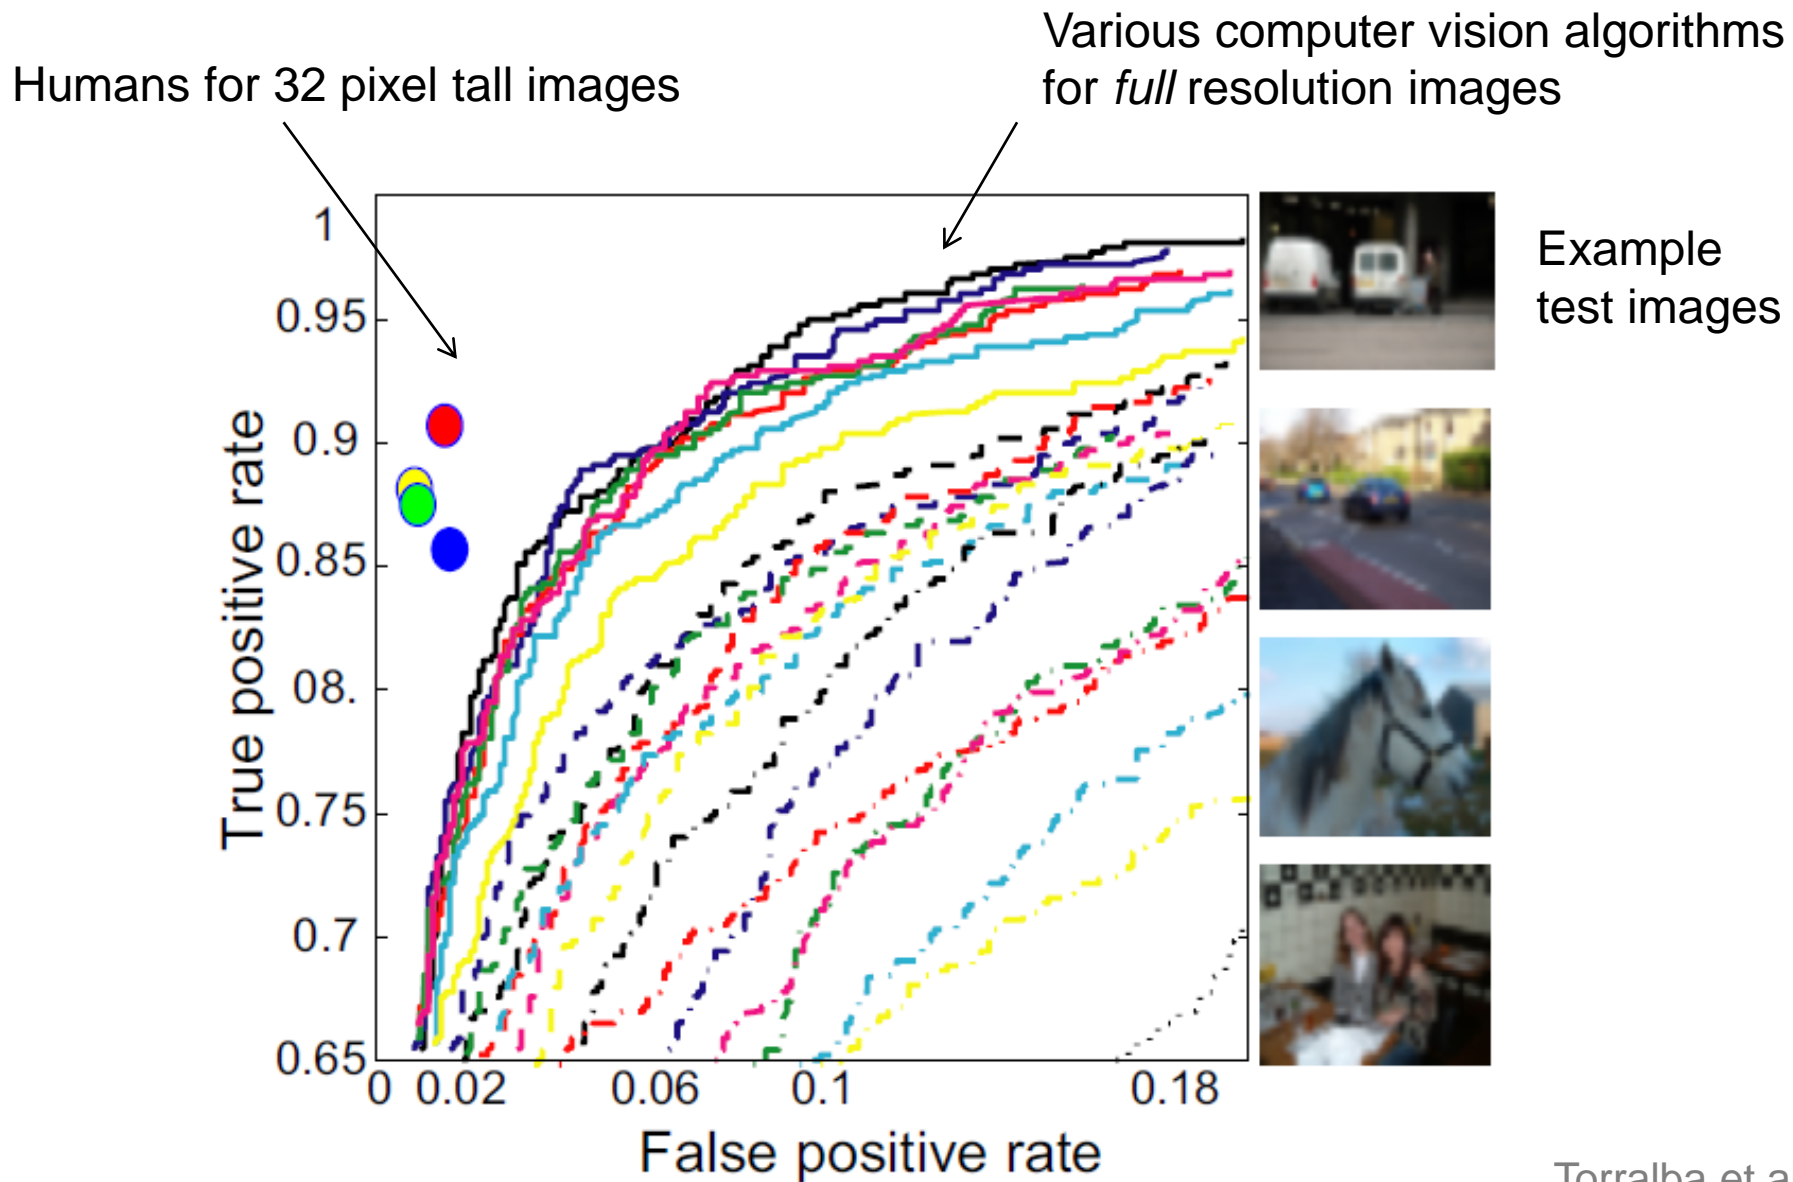 Various computer vision algorithms
for full resolution images
Humans for 32 pixel tall images
Example
test images
True positive rate
1
0.95
0.9
0.85
08.
0.75
0.7
0.65
0 0.02 0.06 0.1 0.18
False positive rate
Torralba et a